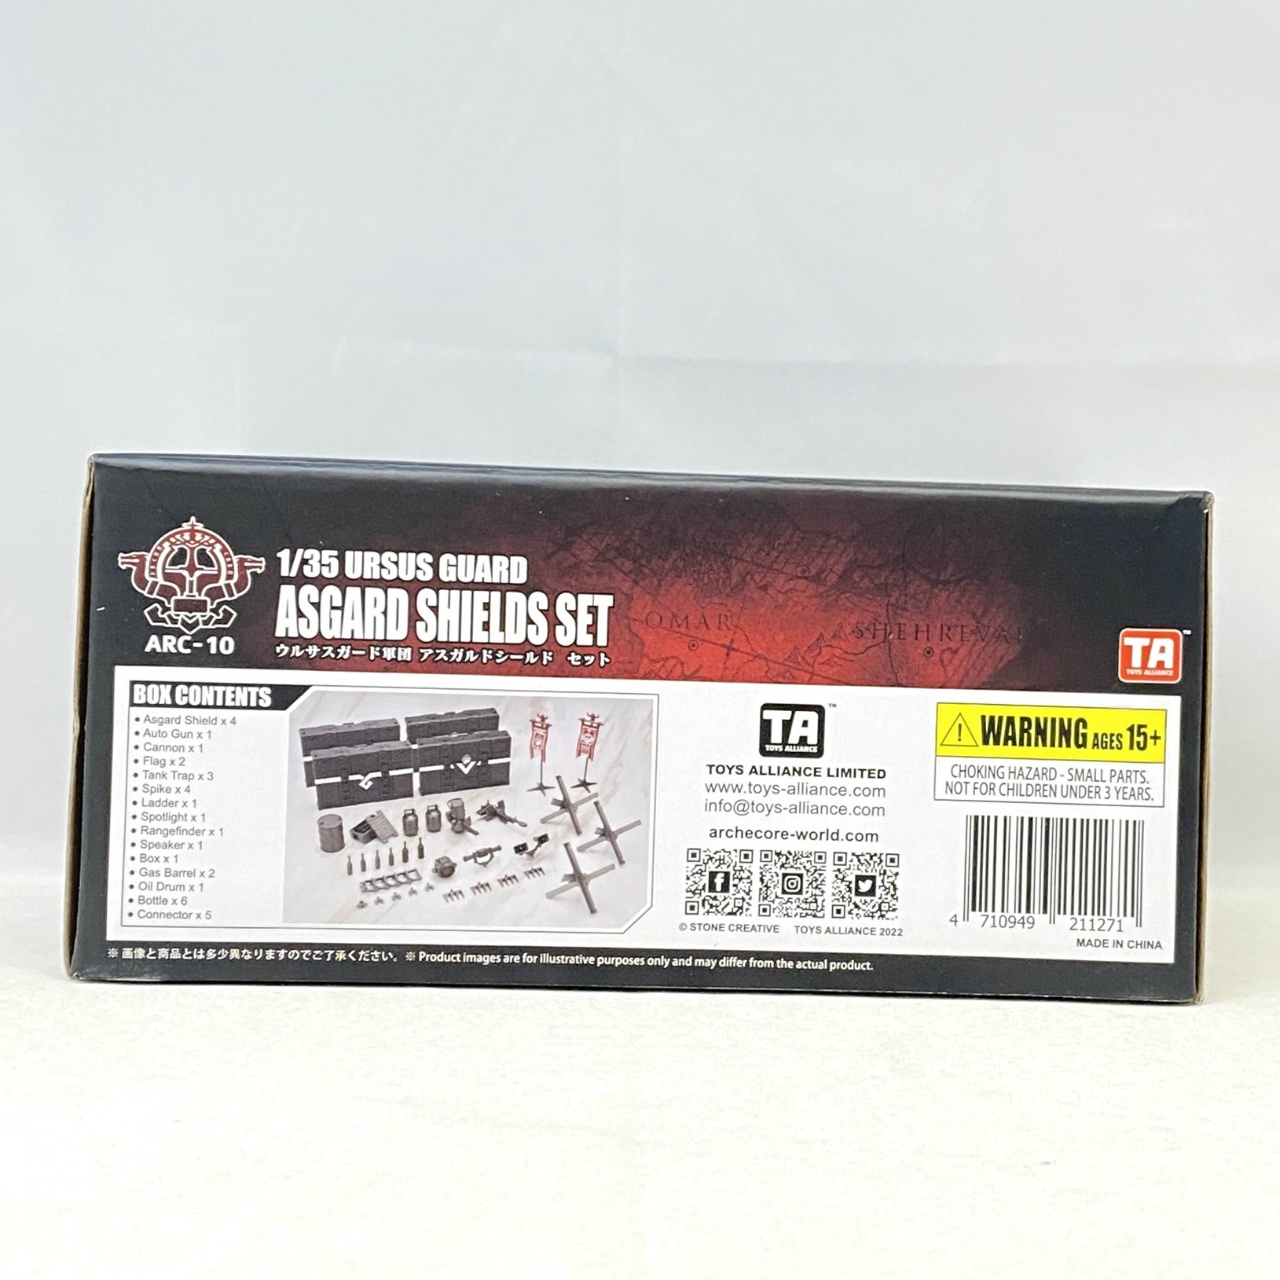 ARC-10
1/35 URSUS GUARD
ASGARD SHIELDS SET
ウルサスガード軍団 アスガルドシールド セット
OMAR
TA
TOYS ALLIANCE
TM
BOX CONTENTS
• Asgard Shield x 4
• Auto Gun x 1
• Cannon x 1
• Flag x 2
• Tank Trap x 3
• Spike x 4
• Ladder x 1
• Spotlight x 1
• Rangefinder x 1
• Speaker x 1
• Box x 1
• Gas Barrel x 2
• Oil Drum x 1
• Bottle x 6
• Connector x 5
TA
TM
TOYS ALLIANCE
TOYS ALLIANCE LIMITED
www.toys-alliance.com
info@toys-alliance.com
archecore-world.com
© STONE CREATIVE TOYS ALLIANCE 2022
WARNING AGES 15+
CHOKING HAZARD - SMALL PARTS.
NOT FOR CHILDREN UNDER 3 YEARS.
4 710949 211271
MADE IN CHINA
※ 画像と商品とは多少異なりますのでご了承ください。 ※ Product images are for illustrative purposes only and may differ from the actual product.